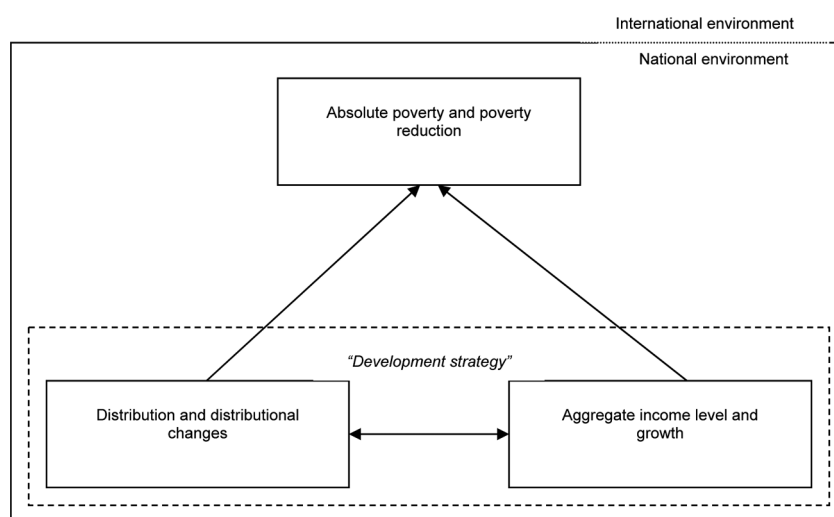 International environment
National environment
Absolute poverty and poverty
reduction
“Development strategy”
Distribution and distributional
changes
Aggregate income level and
growth